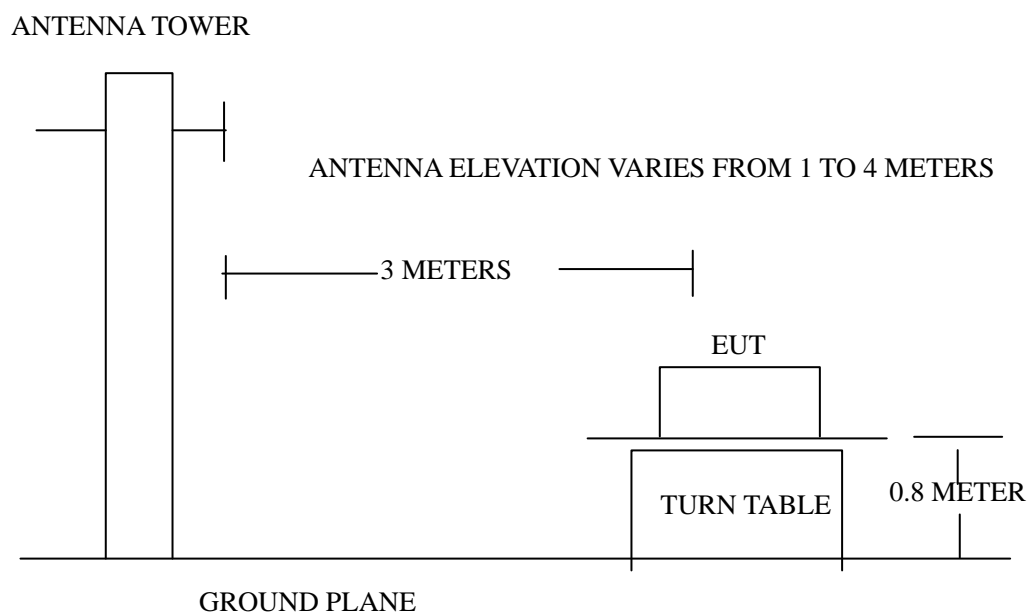 ANTENNA TOWER
ANTENNA ELEVATION VARIES FROM 1 TO 4 METERS
3 METERS
EUT
0.8 METER
TURN TABLE
GROUND PLANE